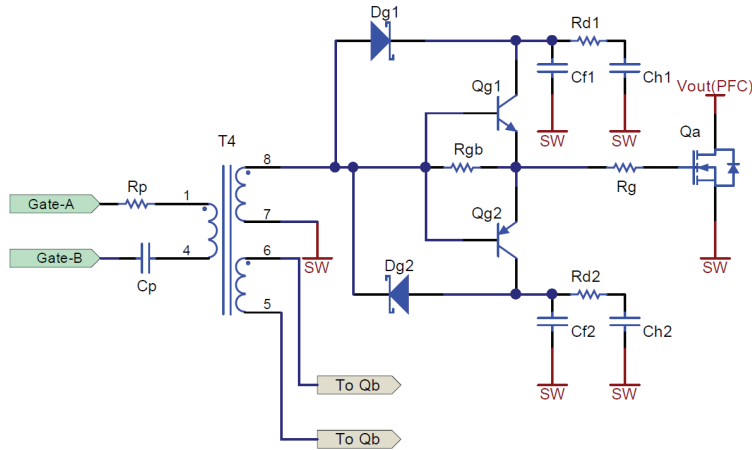 Dg1
Rd1
Cf1
Ch1
Qg1
SW
SW
Vout(PFC)
Qa
T4
8
Rgb
Rg
Rp
Gate-A
1
7
Qg2
SW
SW
Gate-B
4
6
Cp
Dg2
Rd2
5
Cf2
Ch2
To Qb
SW
SW
To Qb